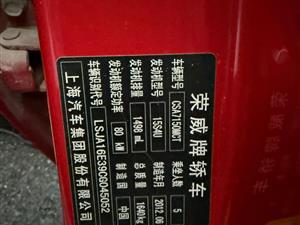 荣威牌轿车
车辆型号 CSA7150MCT 乘坐人数 5
发动机型号 15S4U 制造年月 2012.06
发动机排量 1498 mL 最大总质量 1640 kg
发动机额定功率 80 kW 制造国 中国
车辆识别代号 LSJA16E39CG045052
上海汽车集团股份有限公司